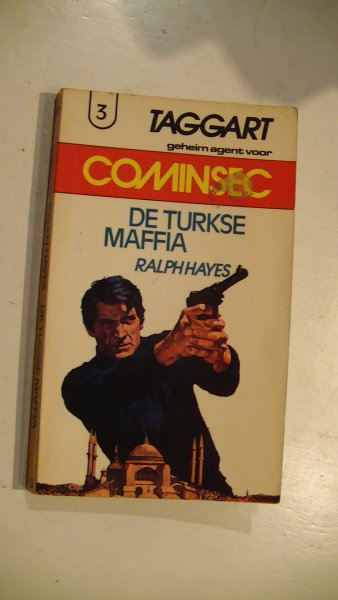 3
TAGGART
geheim agent voor
COMINSEC
DE TURKSE
MAFFIA
RALPH HAYES